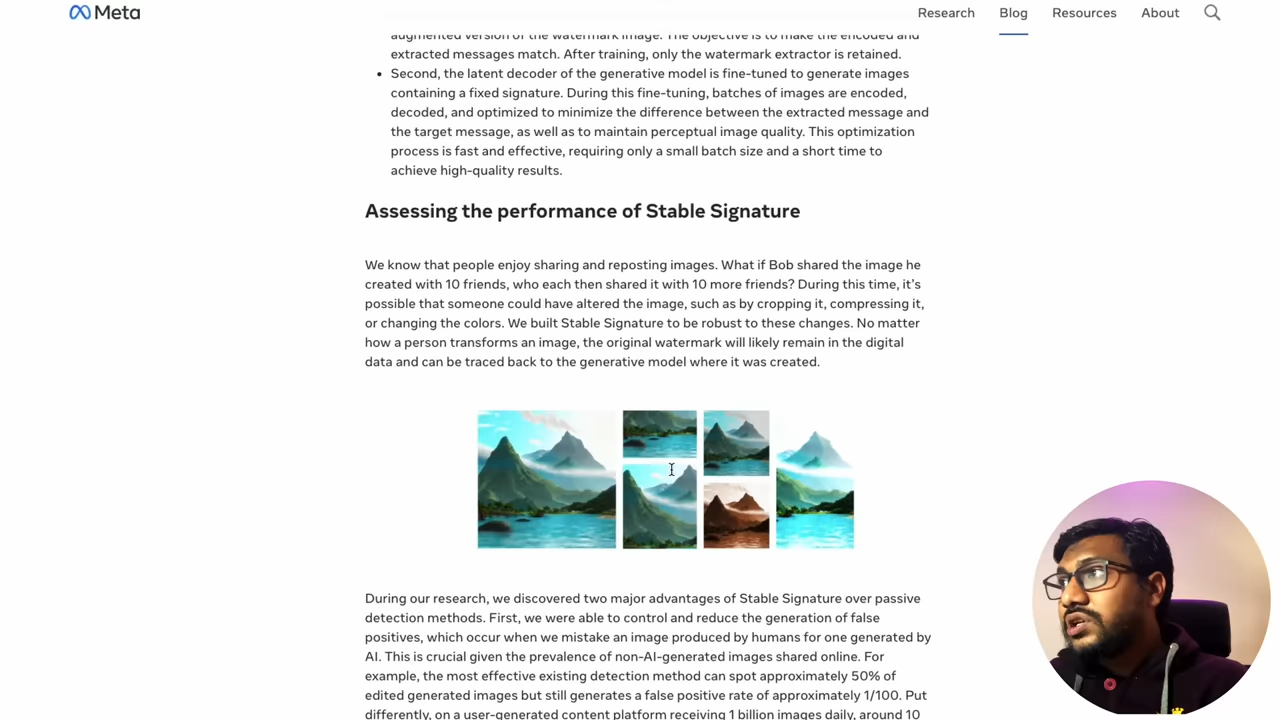 Meta
Research Blog Resources About
augmented version of the watermark image. The objective is to make the encoded and
extracted messages match. After training, only the watermark extractor is retained.
• Second, the latent decoder of the generative model is fine-tuned to generate images
containing a fixed signature. During this fine-tuning, batches of images are encoded,
decoded, and optimized to minimize the difference between the extracted message and
the target message, as well as to maintain perceptual image quality. This optimization
process is fast and effective, requiring only a small batch size and a short time to
achieve high-quality results.
Assessing the performance of Stable Signature
We know that people enjoy sharing and reposting images. What if Bob shared the image he
created with 10 friends, who each then shared it with 10 more friends? During this time, it’s
possible that someone could have altered the image, such as by cropping it, compressing it,
or changing the colors. We built Stable Signature to be robust to these changes. No matter
how a person transforms an image, the original watermark will likely remain in the digital
data and can be traced back to the generative model where it was created.
During our research, we discovered two major advantages of Stable Signature over passive
detection methods. First, we were able to control and reduce the generation of false
positives, which occur when we mistake an image produced by humans for one generated by
AI. This is crucial given the prevalence of non-AI-generated images shared online. For
example, the most effective existing detection method can spot approximately 50% of
edited generated images but still generates a false positive rate of approximately 1/100. Put
differently, on a user-generated content platform receiving 1 billion images daily, around 10